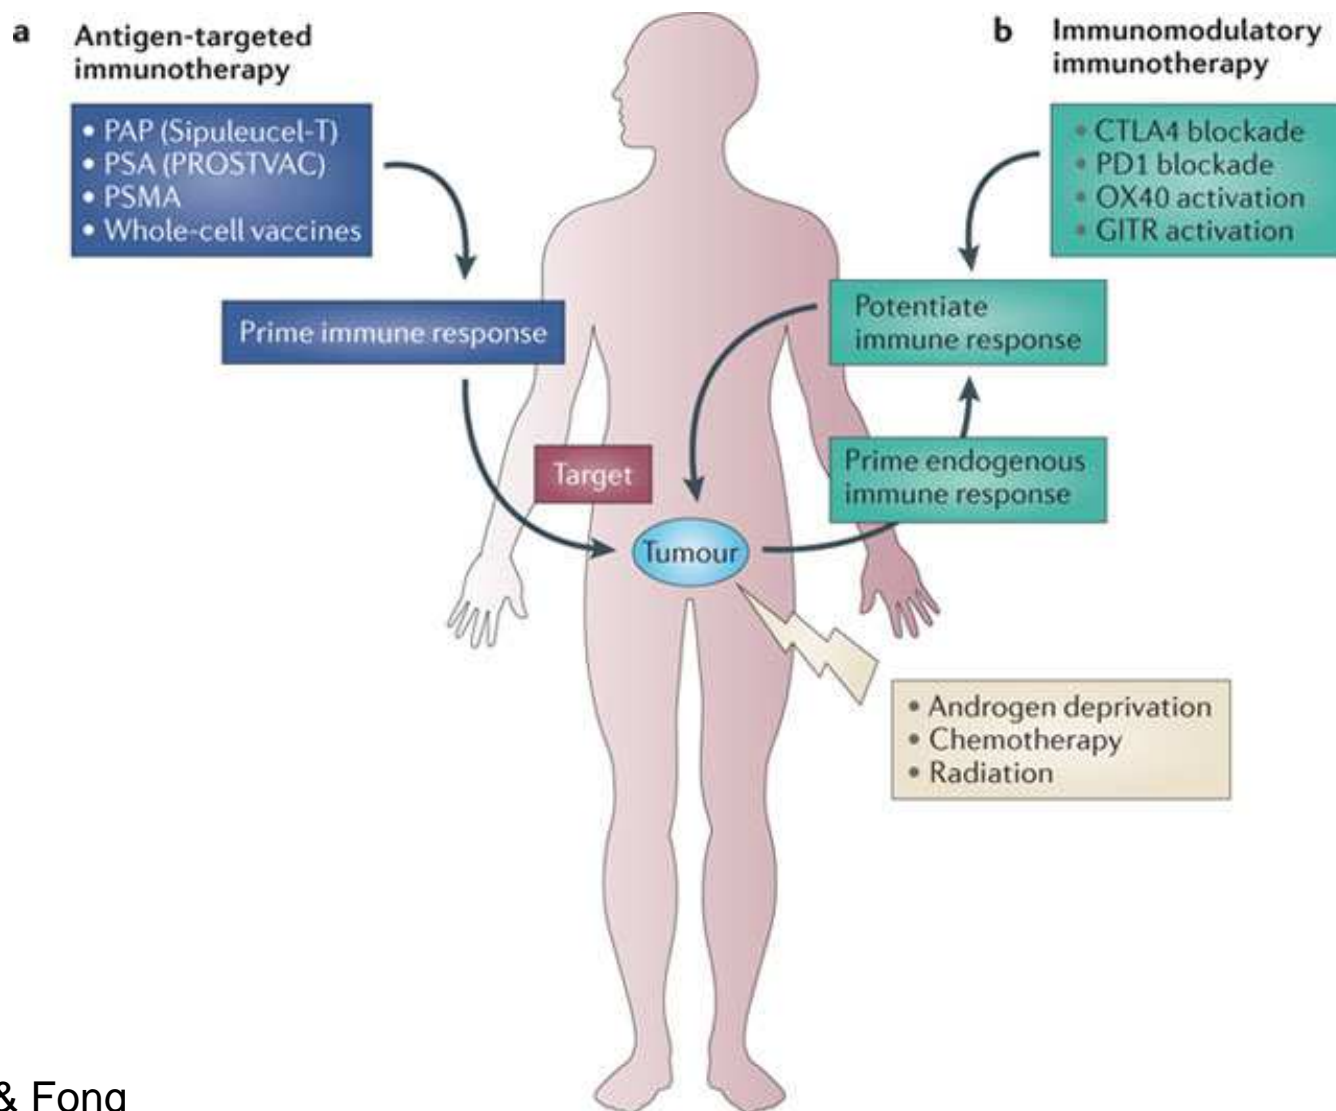 a
Antigen-targeted
immunotherapy
• PAP (Sipuleucel-T)
• PSA (PROSTVAC)
• PSMA
• Whole-cell vaccines
Prime immune response
Target
Tumour
b
Immunomodulatory
immunotherapy
• CTLA4 blockade
• PD1 blockade
• OX40 activation
• GITR activation
Potentiate
immune response
Prime endogenous
immune response
• Androgen deprivation
• Chemotherapy
• Radiation
& Fong